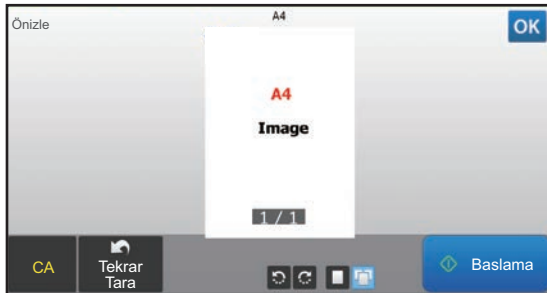 A4
Önizle
OK
A4
Image
1 / 1
CA
Tekrar
Tara
Baslama